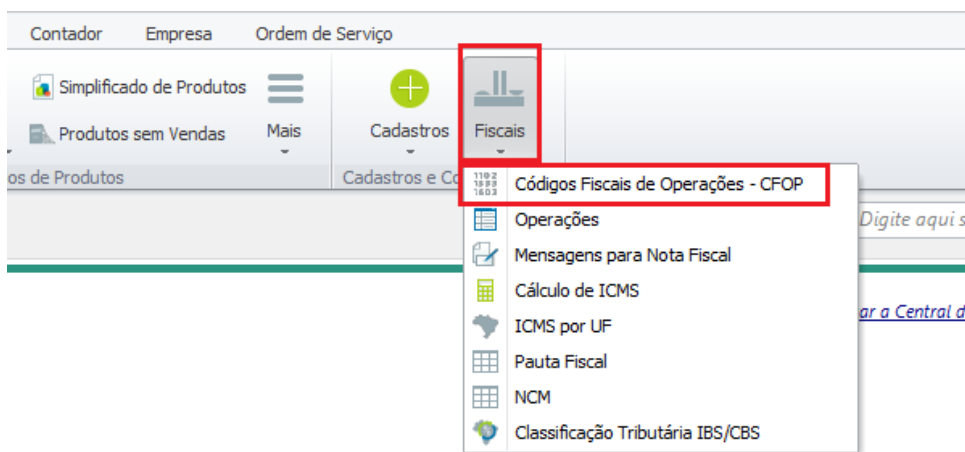 Contador Empresa Ordem de Serviço
Simplificado de Produtos
Produtos sem Vendas
Mais
Cadastros
Fiscais
os de Produtos
Cadastros e Co
Códigos Fiscais de Operações - CFOP
Operações
Digite aqui s
Mensagens para Nota Fiscal
Cálculo de ICMS
ar a Central d
ICMS por UF
Pauta Fiscal
NCM
Classificação Tributária IBS/CBS